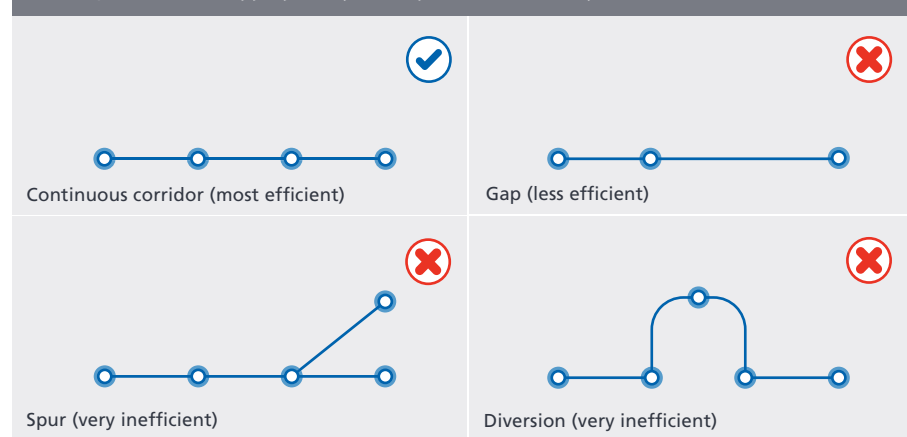 Continuous corridor (most efficient)
Gap (less efficient)
Spur (very inefficient)
Diversion (very inefficient)